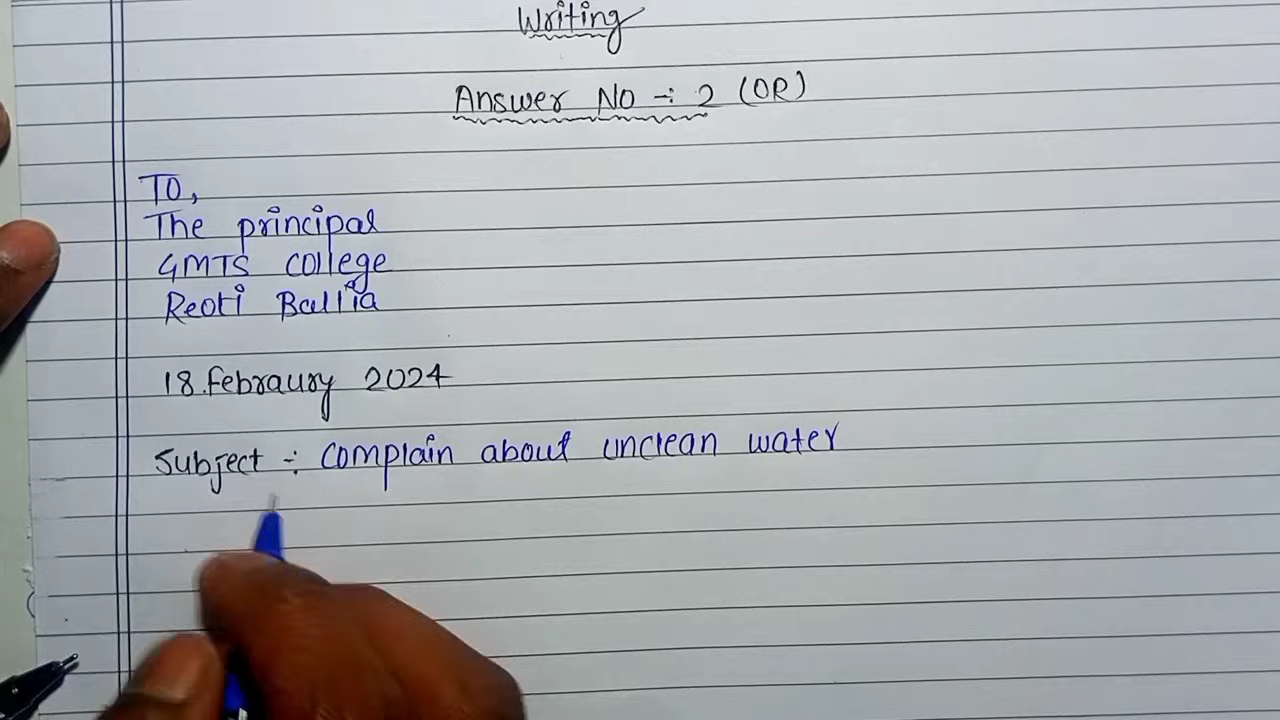 Writing
Answer No -: 2 (OR)
TO,
The principal
GMTS College
Reoti Ballia
18.Febraury 2024
Subject -: Complain about unclean water